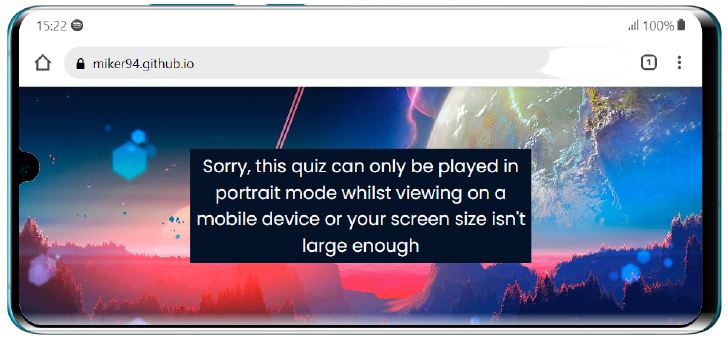 15:22 100%
miker94.github.io 1
Sorry, this quiz can only be played in
portrait mode whilst viewing on a
mobile device or your screen size isn't
large enough